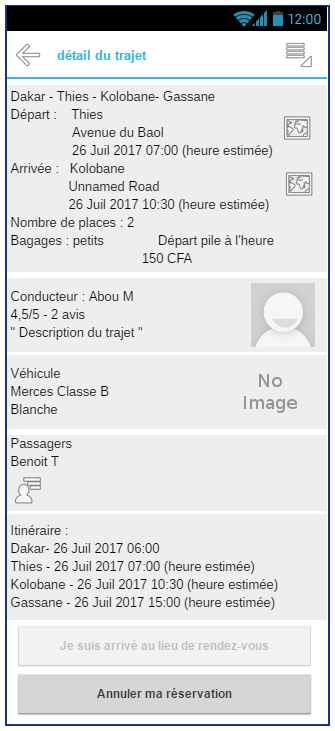 12:00
détail du trajet
Dakar - Thies - Kolobane- Gassane
Départ : Thies
Avenue du Baol
26 Juil 2017 07:00 (heure estimée)
Arrivée : Kolobane
Unnamed Road
26 Juil 2017 10:30 (heure estimée)
Nombre de places : 2
Bagages : petits Départ pile à l'heure
150 CFA
Conducteur : Abou M
4,5/5 - 2 avis
" Description du trajet "
Véhicule
Merces Classe B
Blanche
No
Image
Passagers
Benoit T
Itinéraire :
Dakar- 26 Juil 2017 06:00
Thies - 26 Juil 2017 07:00 (heure estimée)
Kolobane - 26 Juil 2017 10:30 (heure estimée)
Gassane - 26 Juil 2017 15:00 (heure estimée)
Je suis arrivé au lieu de rendez-vous
Annuler ma réservation